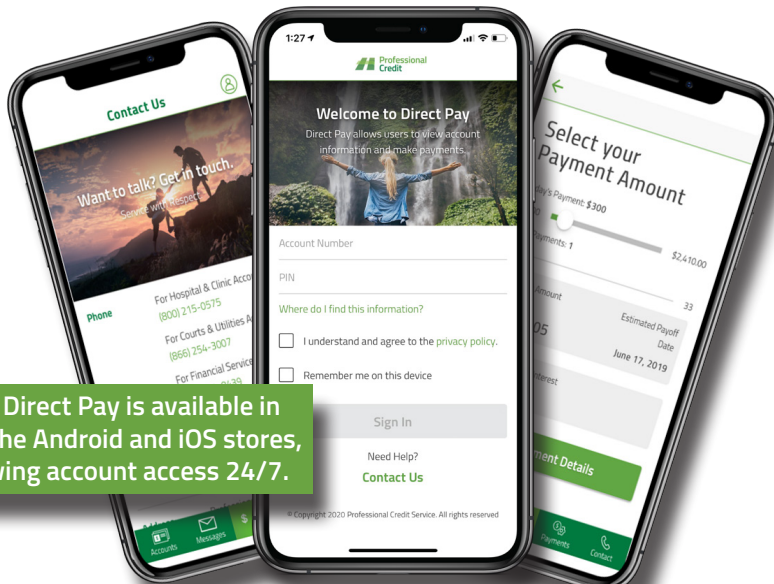 Contact Us
Want to talk? Get in touch.
Service with Respect
Phone
For Hospital & Clinic
(800) 215-0575
For Courts & Utilities
(866) 254-3007
For Financial
Accounts
Messages
$
1:27
Professional
Credit
Welcome to Direct Pay
Direct Pay allows users to view account
information and make payments.
Account Number
PIN
Where do I find this information?
I understand and agree to the privacy policy.
Remember me on this device
Sign In
Need Help?
Contact Us
© Copyright 2020 Professional Credit Service. All rights reserved
Select your
Payment Amount
Payment: $300
$2,410.00
Payments: 1
33
Amount
Estimated Payoff
Date
June 17, 2019
Details
Payments
Contact
Direct Pay is available in
the Android and iOS stores,
account access 24/7.